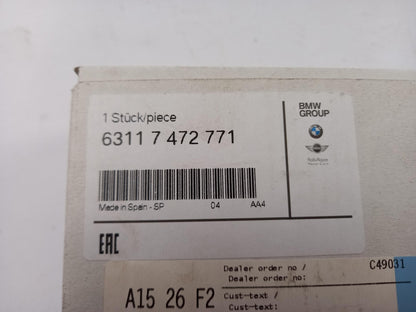 1 Stück/piece
6311 7 472 771
BMW
GROUP
Made in Spain - SP 04 AA4
EAC
Dealer order no / C49031
Dealer order no:
A15 26 F2
Cust-text /
Cust-text: